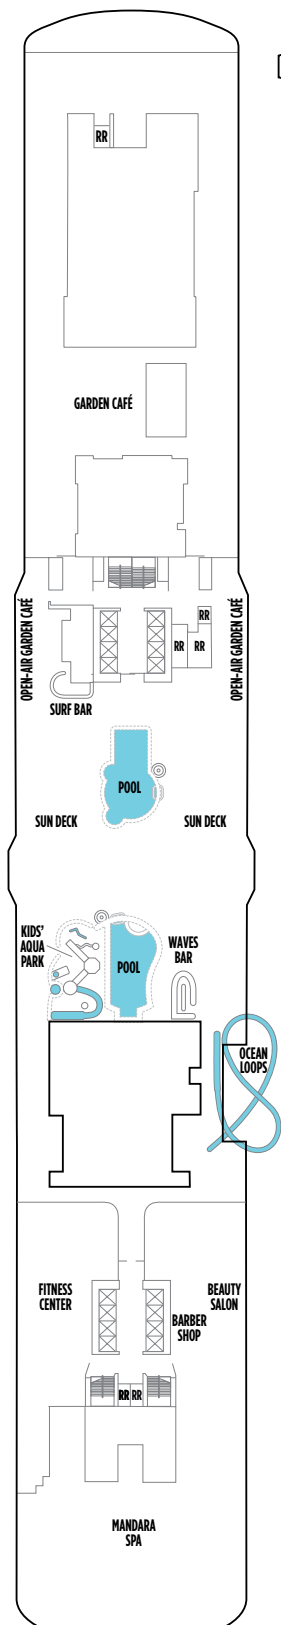 RR
GARDEN CAFÉ
OPEN-AIR GARDEN CAFÉ
OPEN-AIR GARDEN CAFÉ
RR
RR
RR
SURF BAR
POOL
SUN DECK
SUN DECK
KIDS'
AQUA
PARK
POOL
WAVES
BAR
OCEAN
LOOPS
FITNESS
CENTER
BEAUTY
SALON
BARBER
SHOP
RR
RR
MANDARA
SPA